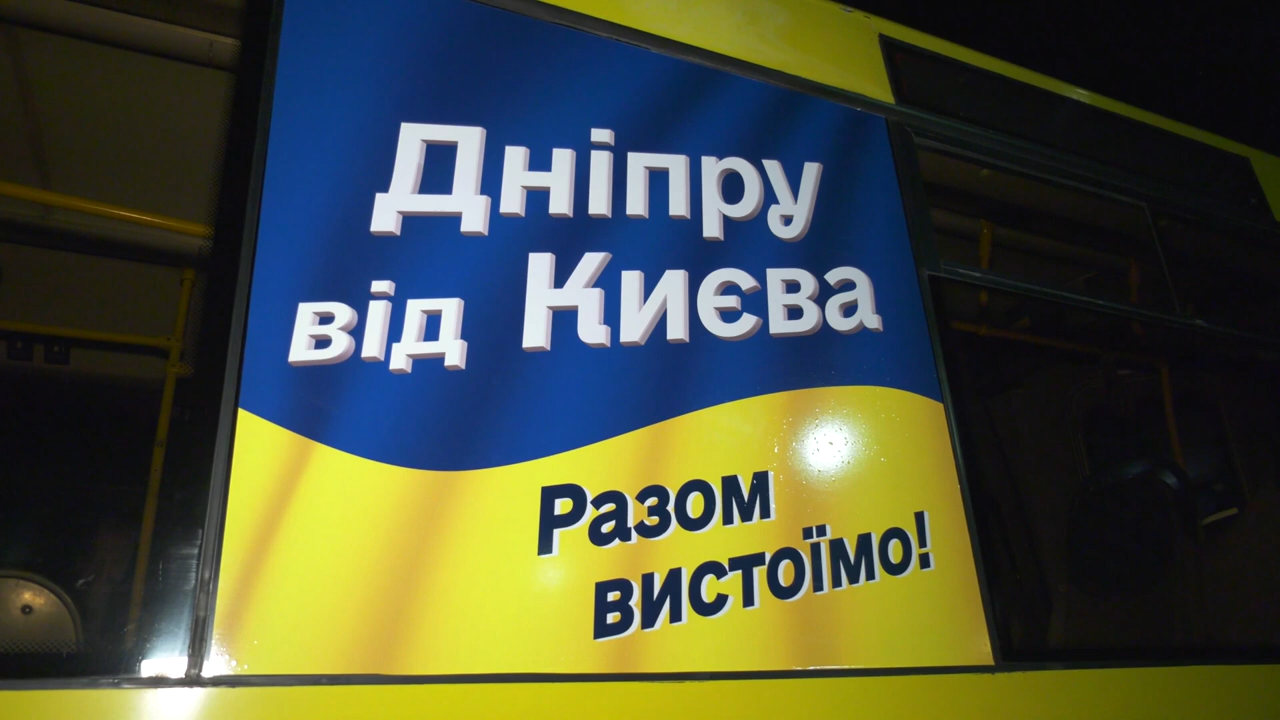 Дніпру
від Києва
Разом
вистоїмо!